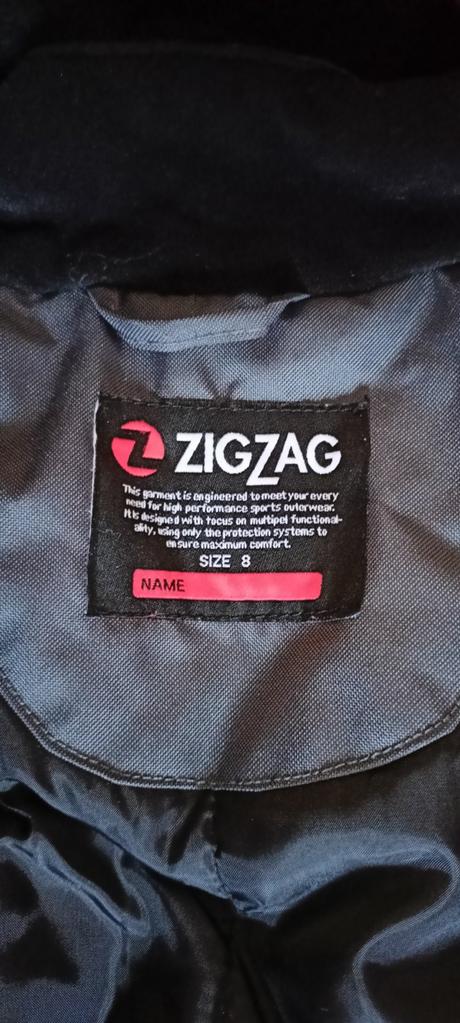 ZIGZAG
This garment is engineered to meet your every
need for high performance sports outerwear.
It is designed with focus on multipel functional-
ality, using only the protection systems to
ensure maximum comfort.
SIZE 8
NAME